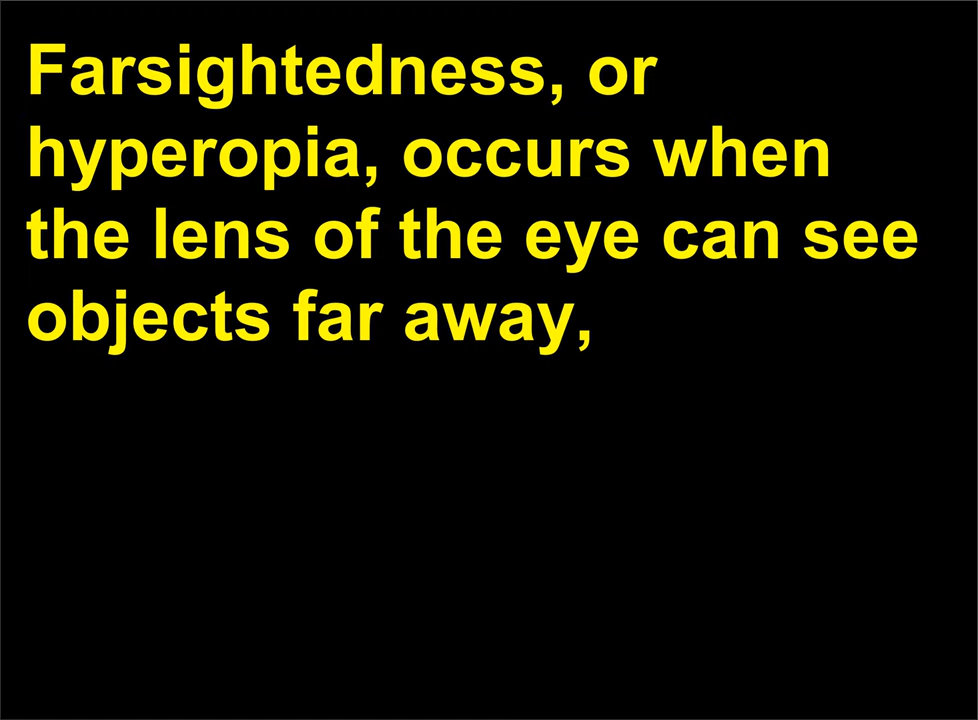 Farsightedness, or
hyperopia, occurs when
the lens of the eye can see
objects far away,